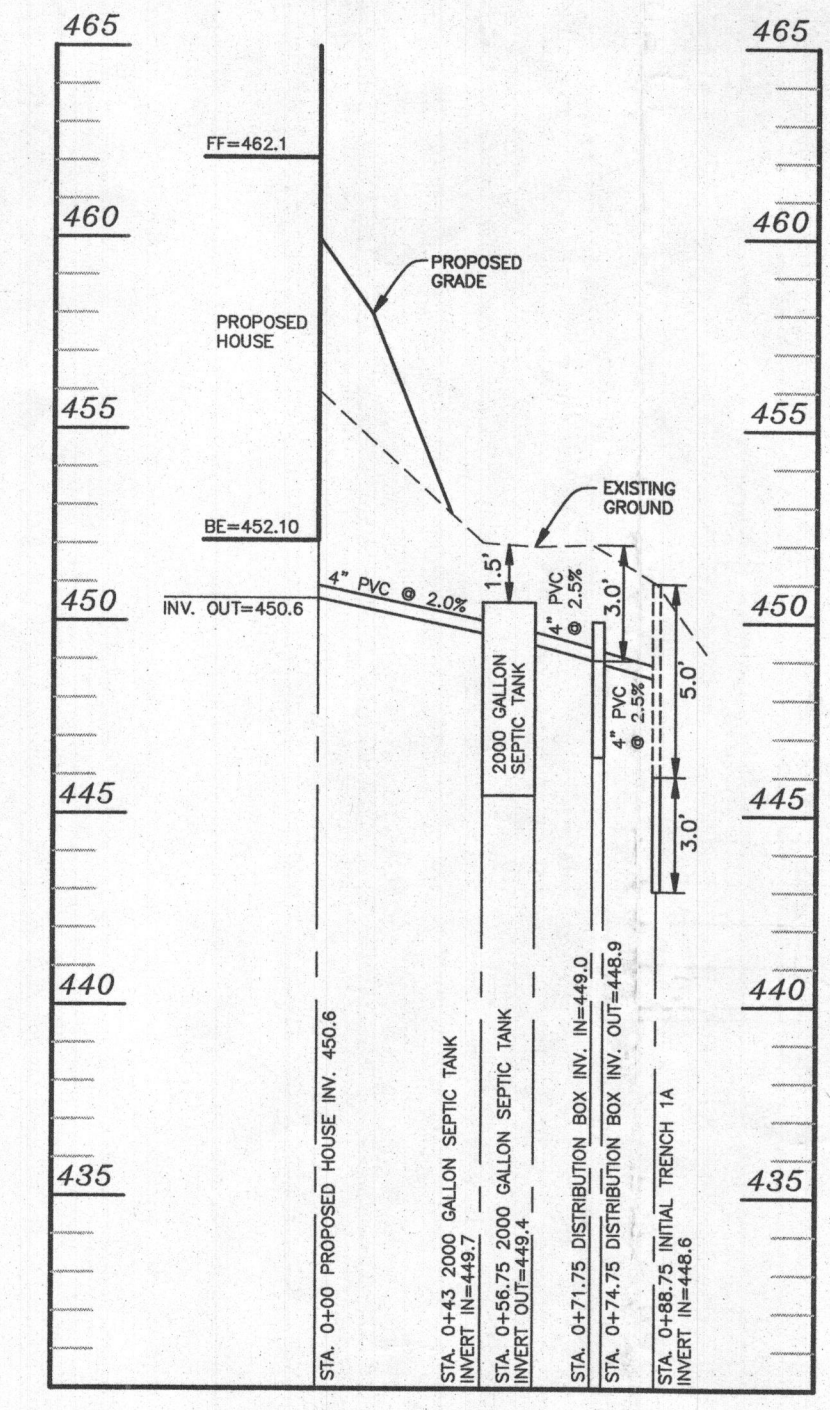 465
465
FF=462.1
460
460
PROPOSED
GRADE
PROPOSED
HOUSE
455
455
EXISTING
GROUND
BE=452.10
1.5'
4" PVC
@ 2.5%
3.0'
4" PVC @ 2.0%
450
450
INV. OUT=450.6
2000 GALLON
SEPTIC TANK
4" PVC
@ 2.5%
5.0'
445
445
3.0'
440
440
STA. 0+00 PROPOSED HOUSE INV. 450.6
STA. 0+43 2000 GALLON SEPTIC TANK
INVERT IN=449.7
STA. 0+56.75 2000 GALLON SEPTIC TANK
INVERT OUT=449.4
STA. 0+71.75 DISTRIBUTION BOX INV. IN=449.0
STA. 0+74.75 DISTRIBUTION BOX INV. OUT=448.9
STA. 0+88.75 INITIAL TRENCH 1A
INVERT IN=448.6
435
435